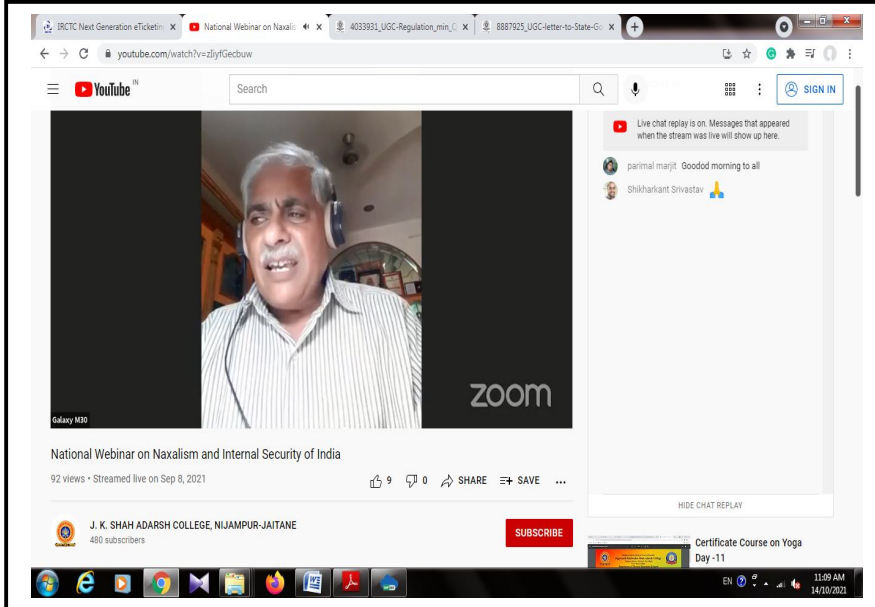 IRCTC Next Generation eTicketing
National Webinar on Naxalis
4033931_UGC-Regulation_min_Q
8887925_UGC-letter-to-State-Go
youtube.com/watch?v=zIiyfGecbuw
YouTube IN
Search
SIGN IN
Live chat replay is on. Messages that appeared
when the stream was live will show up here.
parimal marjit Goodod morning to all
Shikharkant Srivastav
zoom
Galaxy M30
National Webinar on Naxalism and Internal Security of India
92 views • Streamed live on Sep 8, 2021
9 0 SHARE SAVE ...
HIDE CHAT REPLAY
J. K. SHAH ADARSH COLLEGE, NIJAMPUR-JAITANE
480 subscribers
SUBSCRIBE
Certificate Course on Yoga
Day -11
EN
11:09 AM
14/10/2021